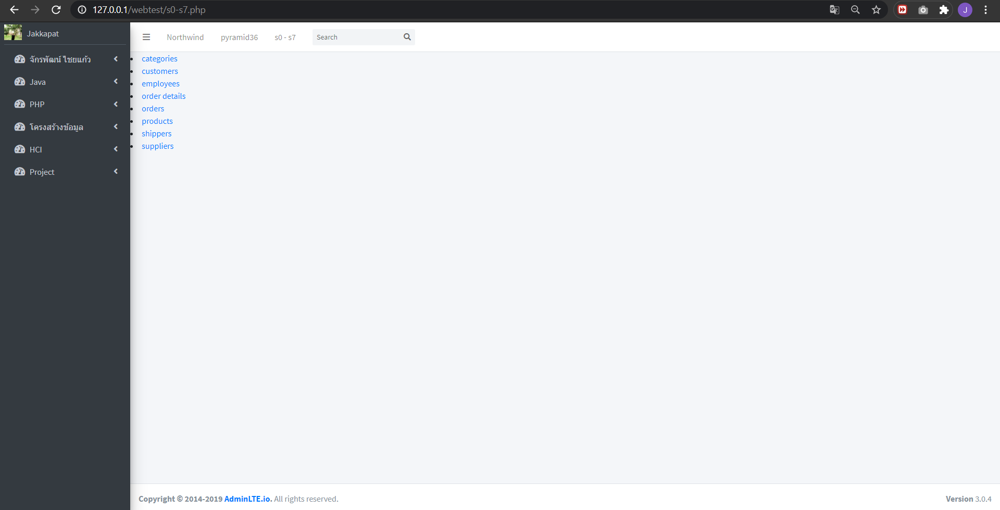 127.0.0.1/webtest/s0-s7.php
J
Jakkapat
จักรพัฒน์ ไชยแก้ว
Java
PHP
โครงสร้างข้อมูล
HCI
Project
Northwind pyramid36 s0 - s7 Search
categories
customers
employees
order details
orders
products
shippers
suppliers
Copyright © 2014-2019 AdminLTE.io. All rights reserved.
Version 3.0.4